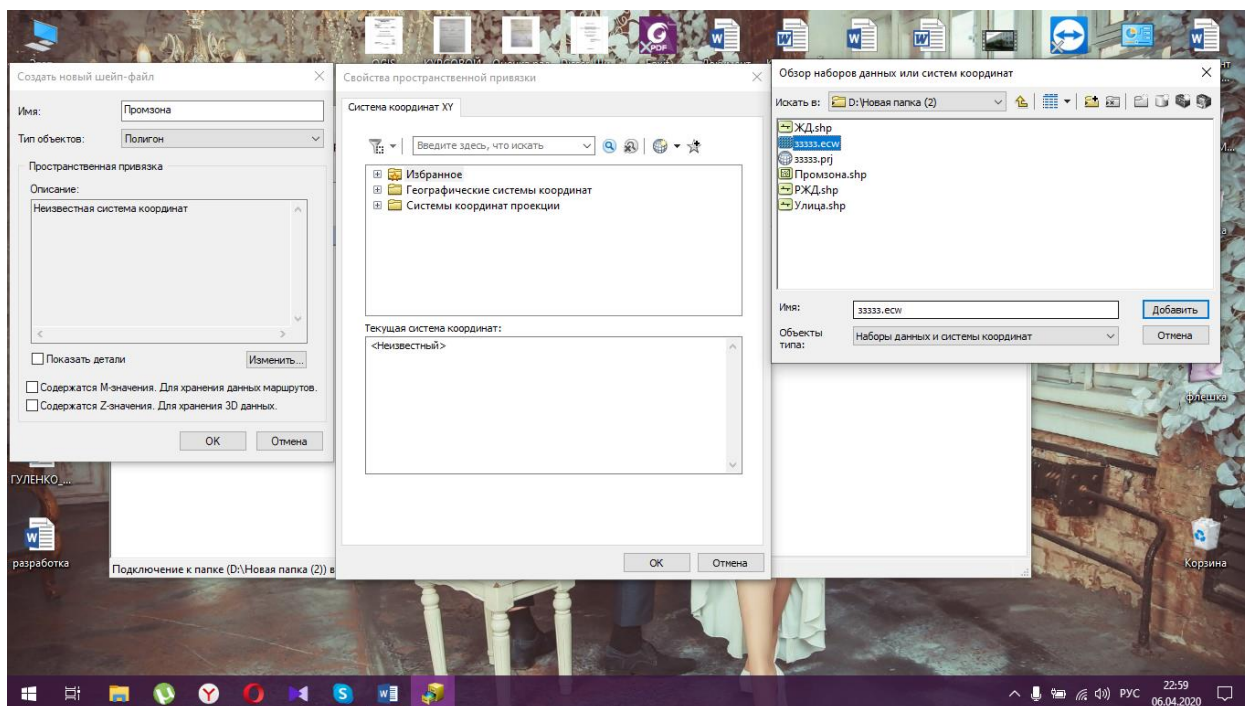 Создать новый шейп-файл
Имя:
Промзона
Тип объектов:
Полигон
Пространственная привязка
Описание:
Неизвестная система координат
Показать детали
Изменить...
Содержатся M-значения. Для хранения данных маршрутов.
Содержатся Z-значения. Для хранения 3D данных.
OK
Отмена
Свойства пространственной привязки
Система координат XY
Введите здесь, что искать
Избранное
Географические системы координат
Системы координат проекции
Текущая система координат:
<Неизвестный>
OK
Отмена
Обзор наборов данных или систем координат
Искать в:
D:\Новая папка (2)
ЖД.shp
ззззз.ecw
ззззз.prj
Промзона.shp
РЖД.shp
Улица.shp
Имя:
ззззз.ecw
Добавить
Объекты
типа:
Наборы данных и системы координат
Отмена
флешка
ГУЛЕНКО_...
разработка
Подключение к папке (D:\Новая папка (2))
Корзина
РУС
22:59
06.04.2020